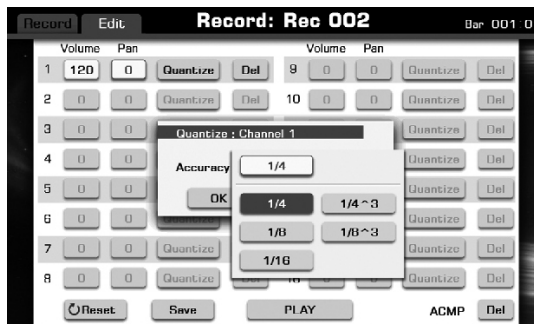 Record Edit Record: Rec 002 Bar 001:0
Volume Pan Volume Pan
1 120 0 Quantize Del 9 0 0 Quantize Del
2 0 0 Quantize Del 10 0 0 Quantize Del
3 0 0 Quantize : Channel 1 Quantize Del
4 0 0 Accuracy 1/4 Quantize Del
5 0 0 OK 1/4 1/4^3 Quantize Del
6 0 0 Quantize 1/8 1/8^3 Quantize Del
7 0 0 Quantize 1/16 Quantize Del
8 0 0 Quantize Quantize Del
Reset Save PLAY ACMP Del